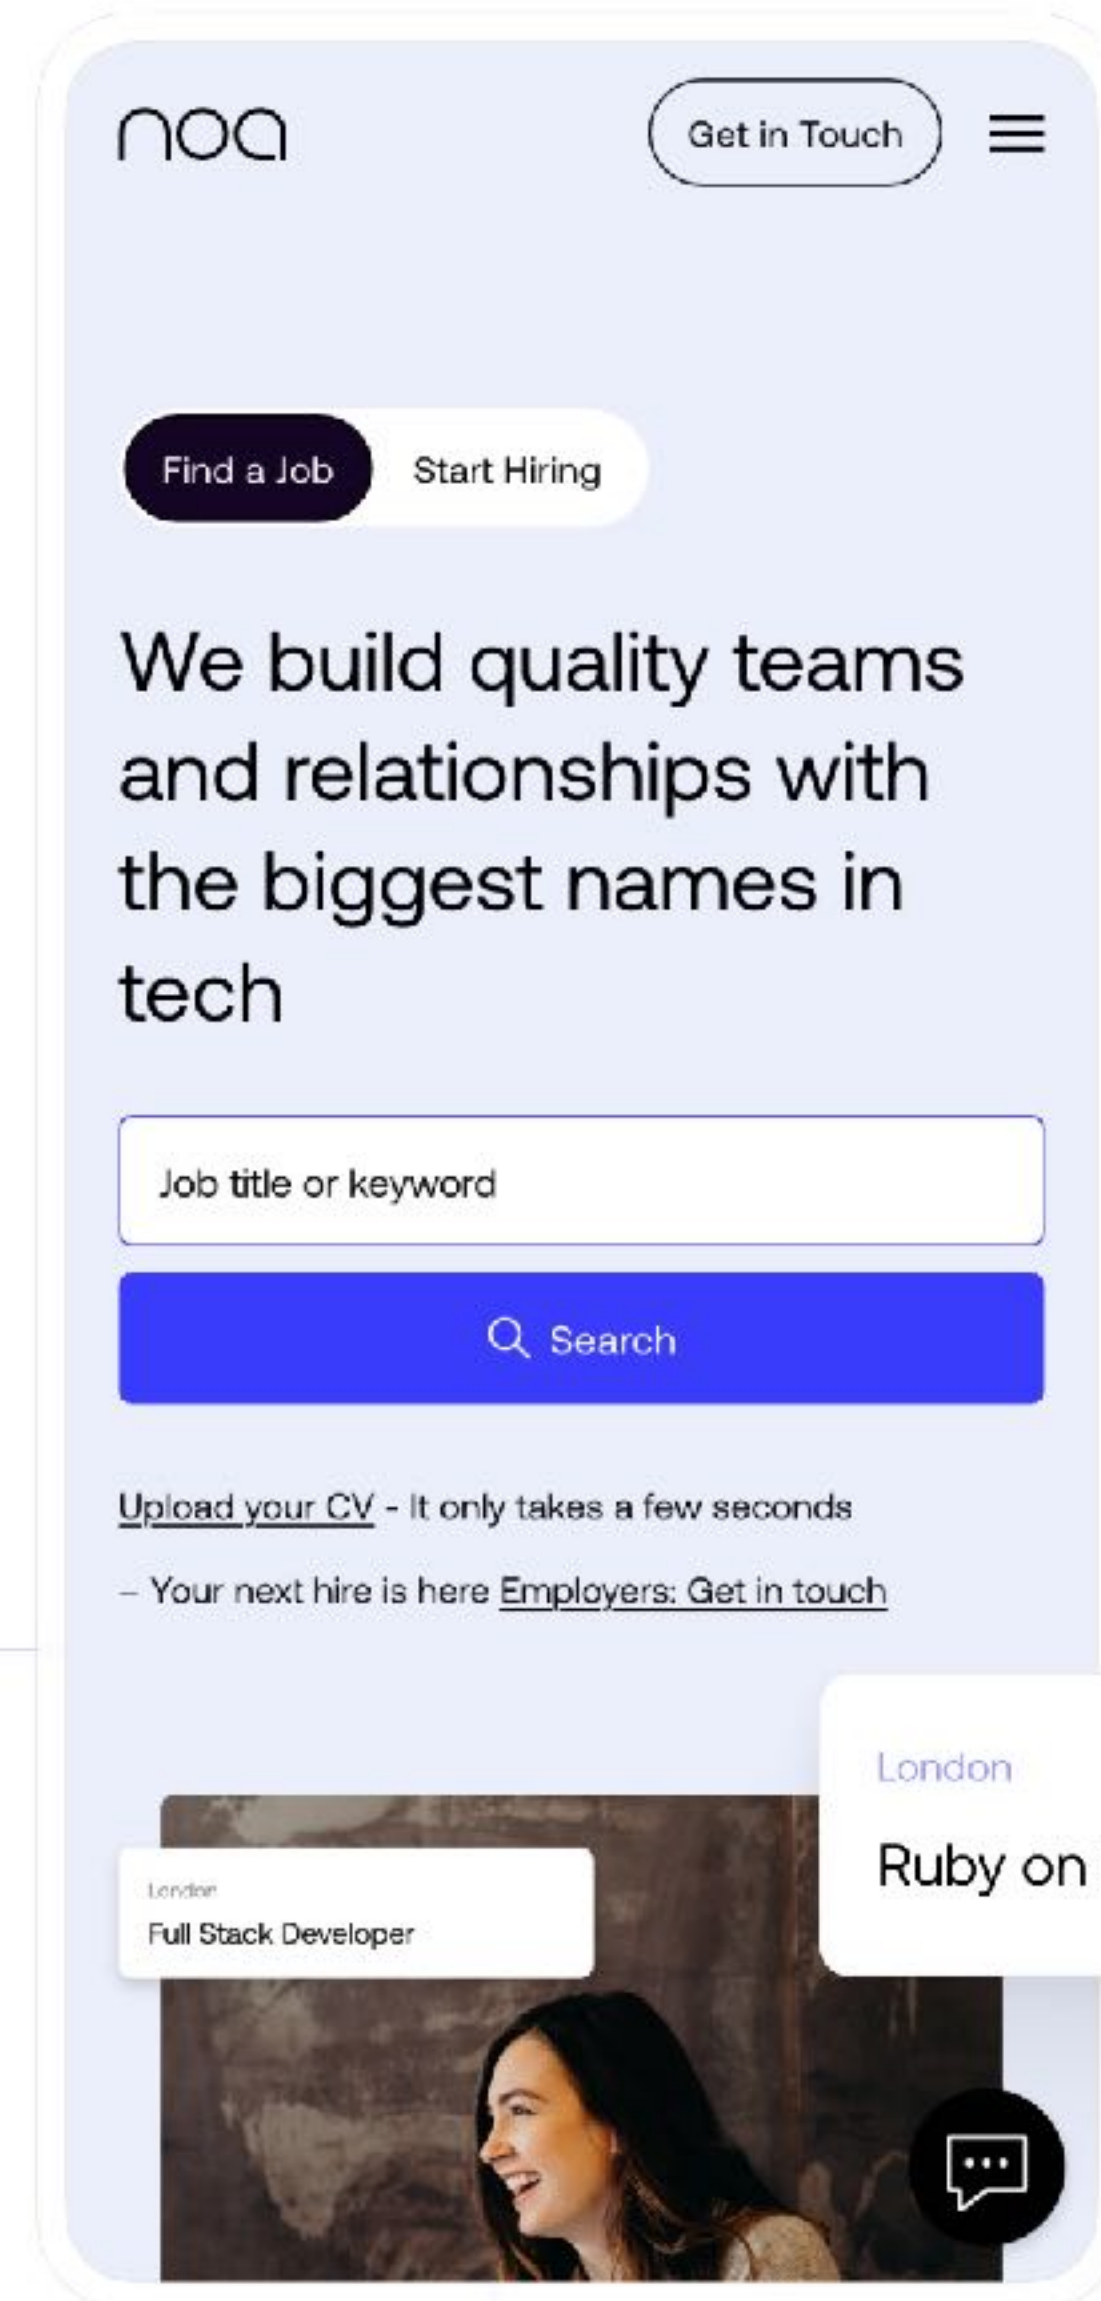 noa
Get in Touch
Find a Job
Start Hiring
We build quality teams
and relationships with
the biggest names in
tech
Job title or keyword
Search
Upload your CV - It only takes a few seconds
– Your next hire is here Employers: Get in touch
London
Ruby on
London
Full Stack Developer